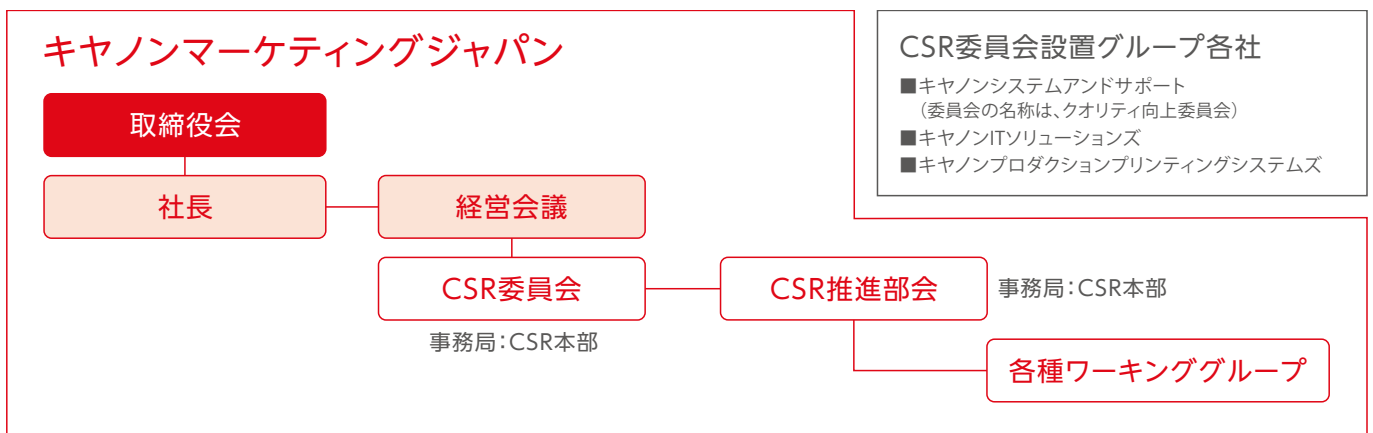 キヤノンマーケティングジャパン
取締役会
社長
経営会議
CSR委員会
事務局：CSR本部
CSR推進部会
事務局：CSR本部
各種ワーキンググループ
CSR委員会設置グループ各社
■キヤノンシステムアンドサポート
（委員会の名称は、クオリティ向上委員会）
■キヤノンITソリューションズ
■キヤノンプロダクションプリンティングシステムズ